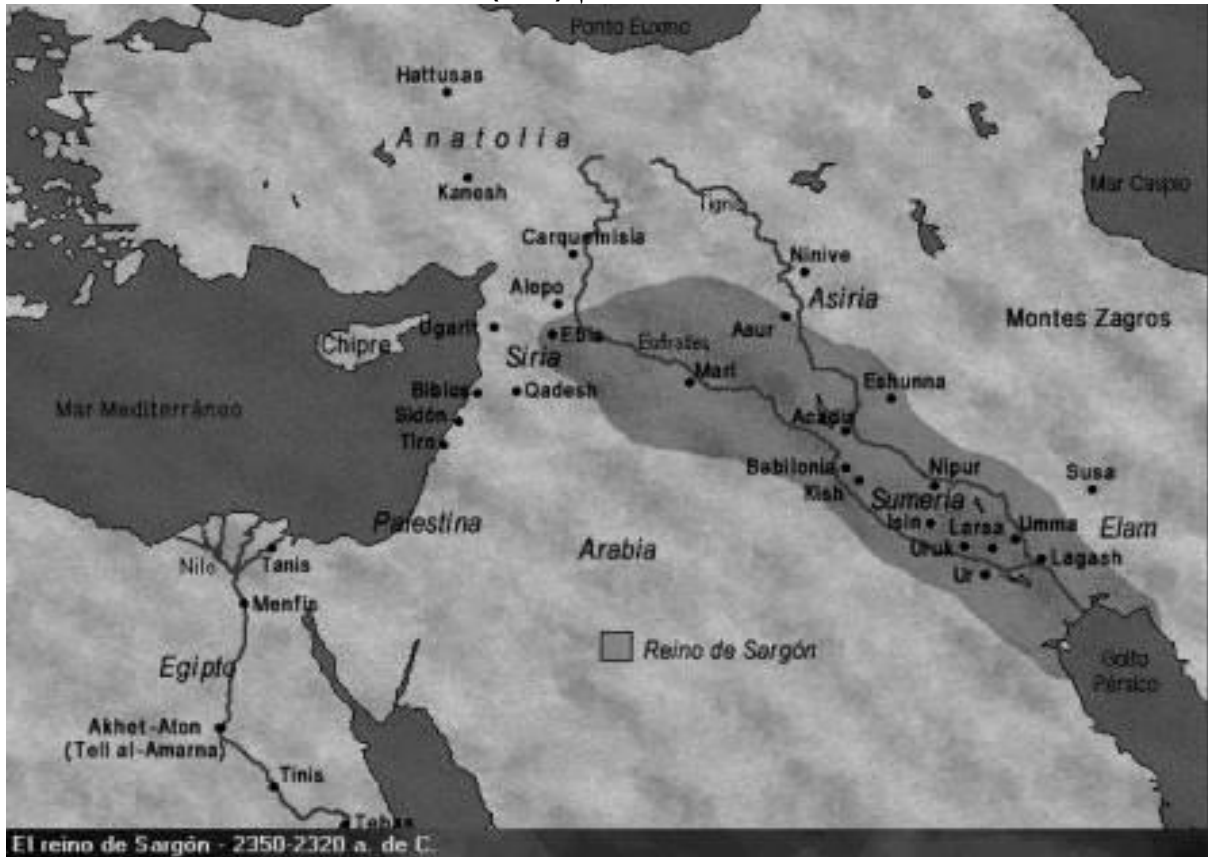 Ponto Euxino
Hattusas
Anatolia
Kanesh
Tigris
Mar Caspio
Carquemisia
Ninive
Alepo
Asiria
Montes Zagros
Ugarit
Asur
Chipre
Ebla
Eufrates
Siria
Mari
Eshunna
Biblos
Qadesh
Mar Mediterráneo
Sidón
Acadia
Tiro
Babilonia
Nipur
Susa
Kish
Sumeria
Palestina
Isin
Larsa
Umma
Elam
Arabia
Uruk
Lagash
Nilo
Tanis
Ur
Menfis
Reino de Sargón
Egipto
Golfo
Pérsico
Akhet-Aton
(Tell al-Amarna)
Tinis
Tebas
El reino de Sargón - 2350-2320 a. de C.